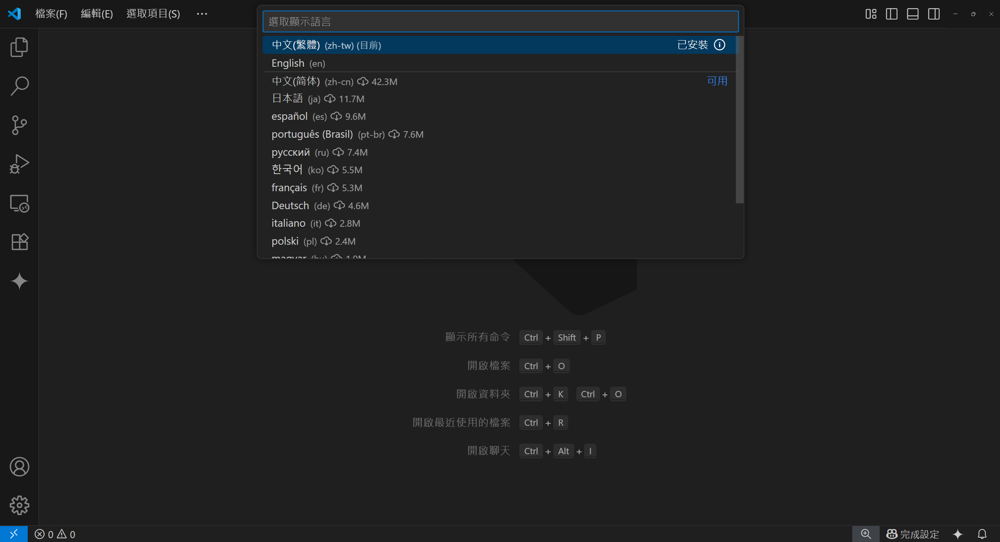 檔案(F) 編輯(E) 選取項目(S) ···
選取顯示語言
中文(繁體) (zh-tw) (目前) 已安裝
English (en)
中文(简体) (zh-cn) 42.3M 可用
日本語 (ja) 11.7M
español (es) 9.6M
português (Brasil) (pt-br) 7.6M
русский (ru) 7.4M
한국어 (ko) 5.5M
français (fr) 5.3M
Deutsch (de) 4.6M
italiano (it) 2.8M
polski (pl) 2.4M
magyar (hu) 1.9M
顯示所有命令 Ctrl + Shift + P
開啟檔案 Ctrl + O
開啟資料夾 Ctrl + K Ctrl + O
開啟最近使用的檔案 Ctrl + R
開啟聊天 Ctrl + Alt + I
0 0 完成設定